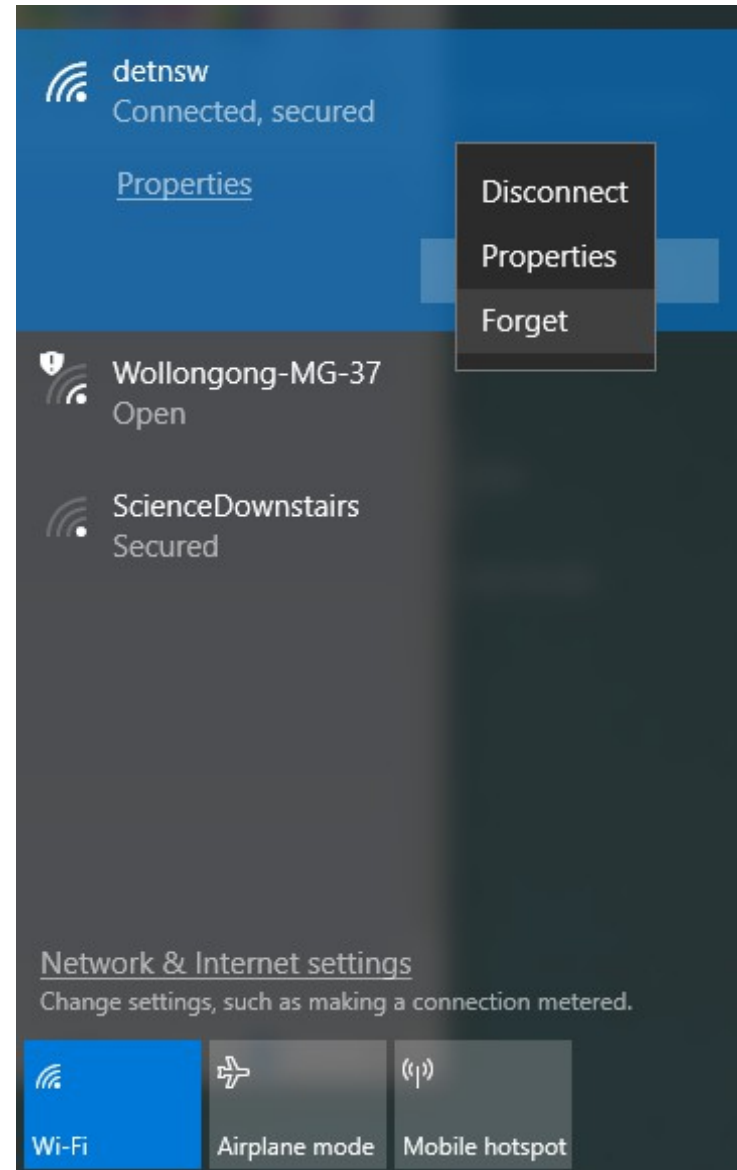 detnsw
Connected, secured
Properties
Disconnect
Properties
Forget
Wollongong-MG-37
Open
ScienceDownstairs
Secured
Network & Internet settings
Change settings, such as making a connection metered.
Wi-Fi
Airplane mode
Mobile hotspot